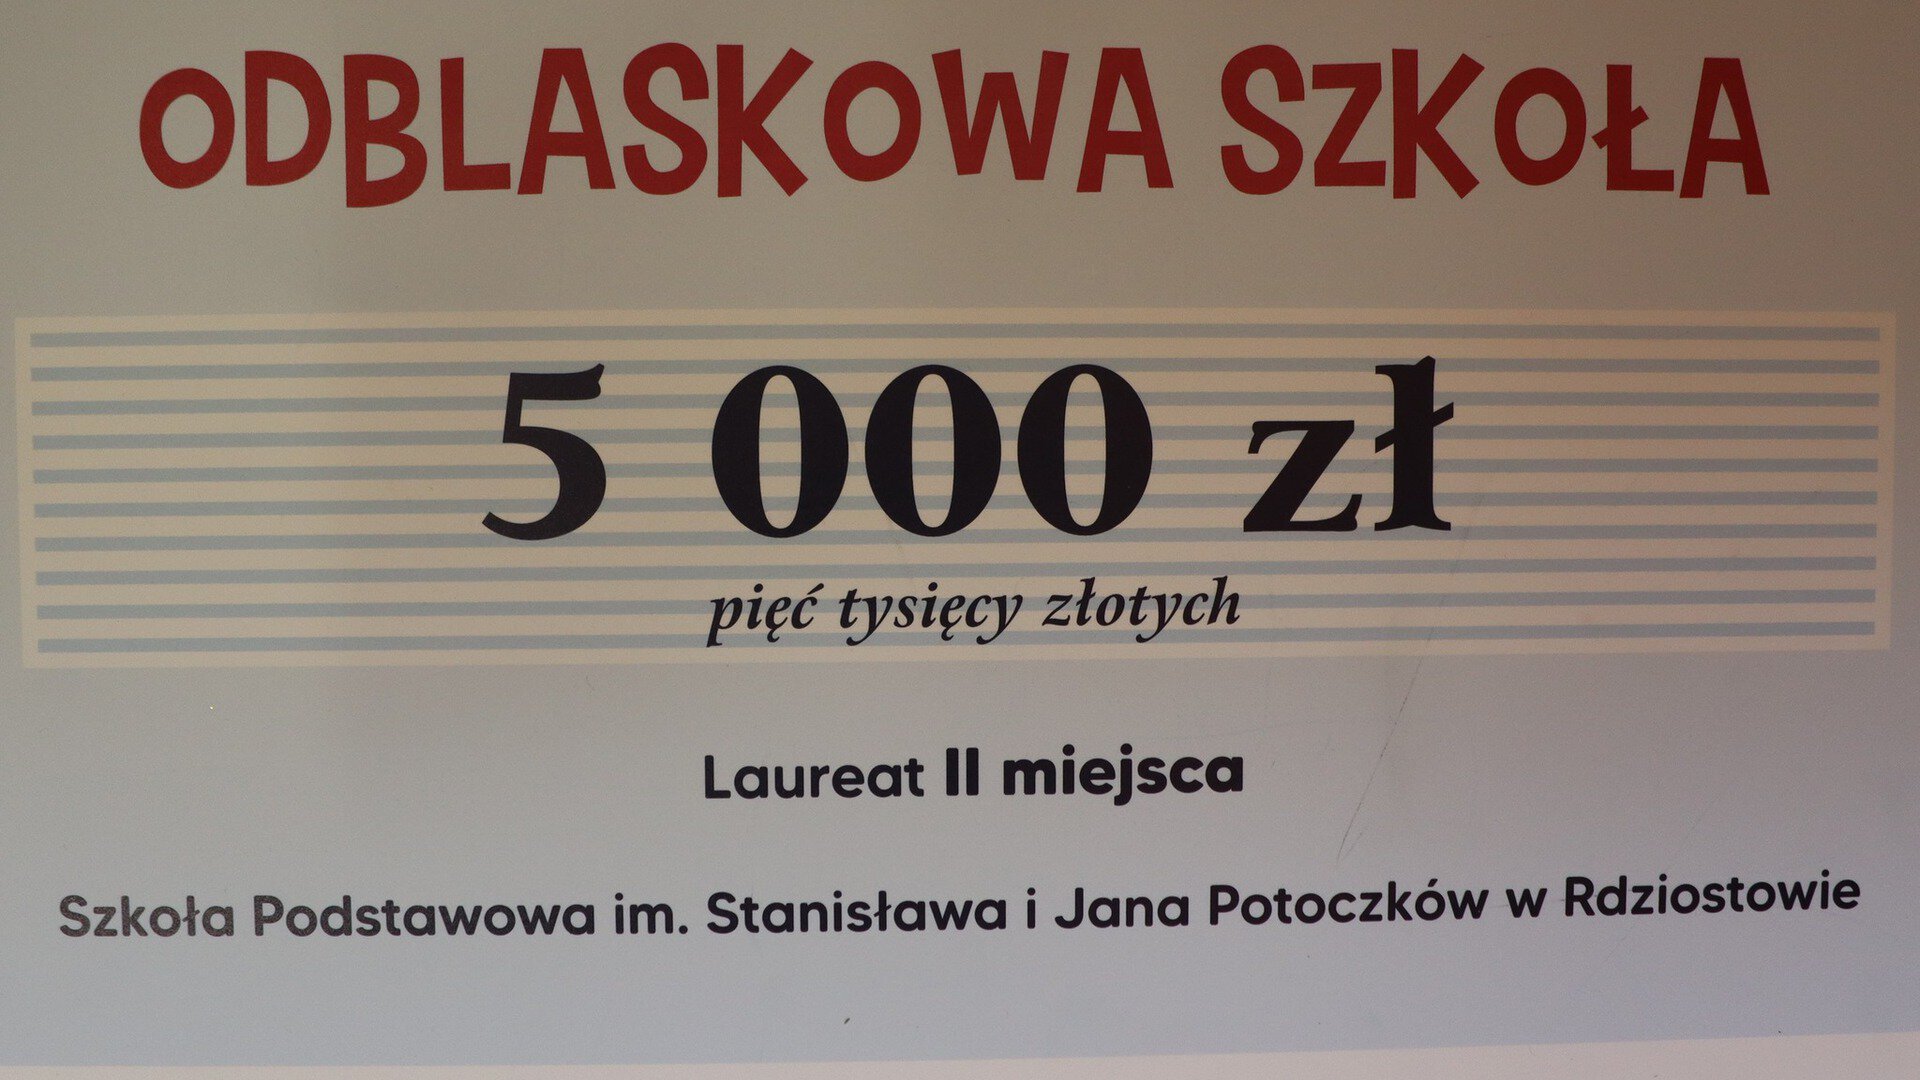 ODBLASKOWA SZKOŁA
5 000 zł
pięć tysięcy złotych
Laureat II miejsca
Szkoła Podstawowa im. Stanisława i Jana Potoczków w Rdziostowie